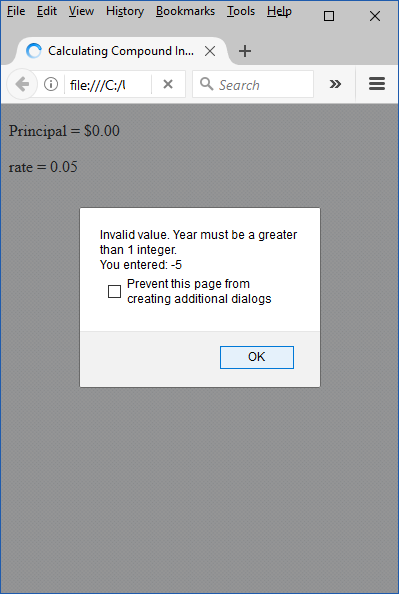 File Edit View History Bookmarks Tools Help
Calculating Compound In...
file:///C:/
Search
Principal = $0.00
rate = 0.05
Invalid value. Year must be a greater
than 1 integer.
You entered: -5
Prevent this page from
creating additional dialogs
OK